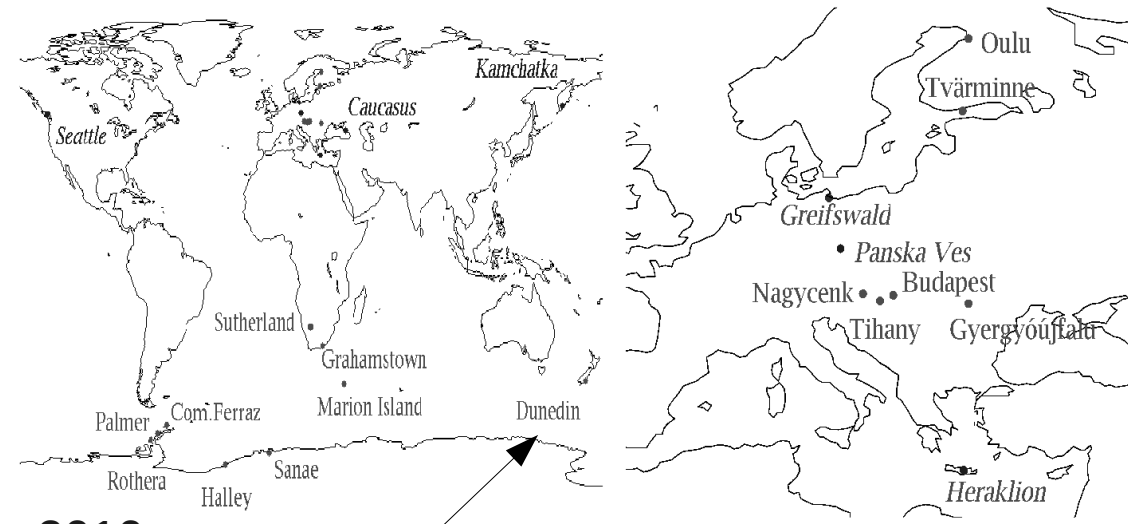 Kamchatka
Caucasus
Seattle
Sutherland
Grahamstown
Marion Island
Dunedin
Palmer
Com.Ferraz
Rothera
Halley
Sanae
Oulu
Tvärminne
Greifswald
Panska Ves
Nagycenk
Budapest
Tihany
Gyergyóújfalu
Heraklion